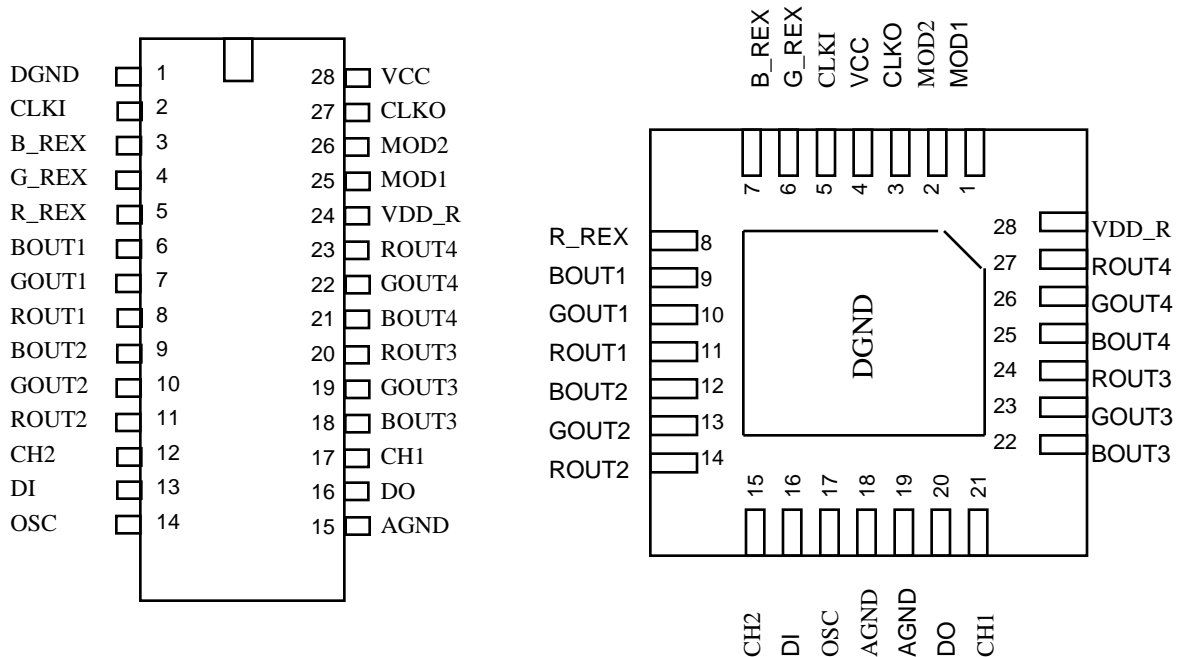 DGND 1 28 VCC
CLKI 2 27 CLKO
B_REX 3 26 MOD2
G_REX 4 25 MOD1
R_REX 5 24 VDD_R
BOUT1 6 23 ROUT4
GOUT1 7 22 GOUT4
ROUT1 8 21 BOUT4
BOUT2 9 20 ROUT3
GOUT2 10 19 GOUT3
ROUT2 11 18 BOUT3
CH2 12 17 CH1
DI 13 16 DO
OSC 14 15 AGND
B_REX G_REX CLKI VCC CLKO MOD2 MOD1
7 6 5 4 3 2 1
R_REX 8 28 VDD_R
BOUT1 9 27 ROUT4
GOUT1 10 26 GOUT4
ROUT1 11 25 BOUT4
BOUT2 12 24 ROUT3
GOUT2 13 23 GOUT3
ROUT2 14 22 BOUT3
DGND
15 16 17 18 19 20 21
CH2 DI OSC AGND AGND DO CH1